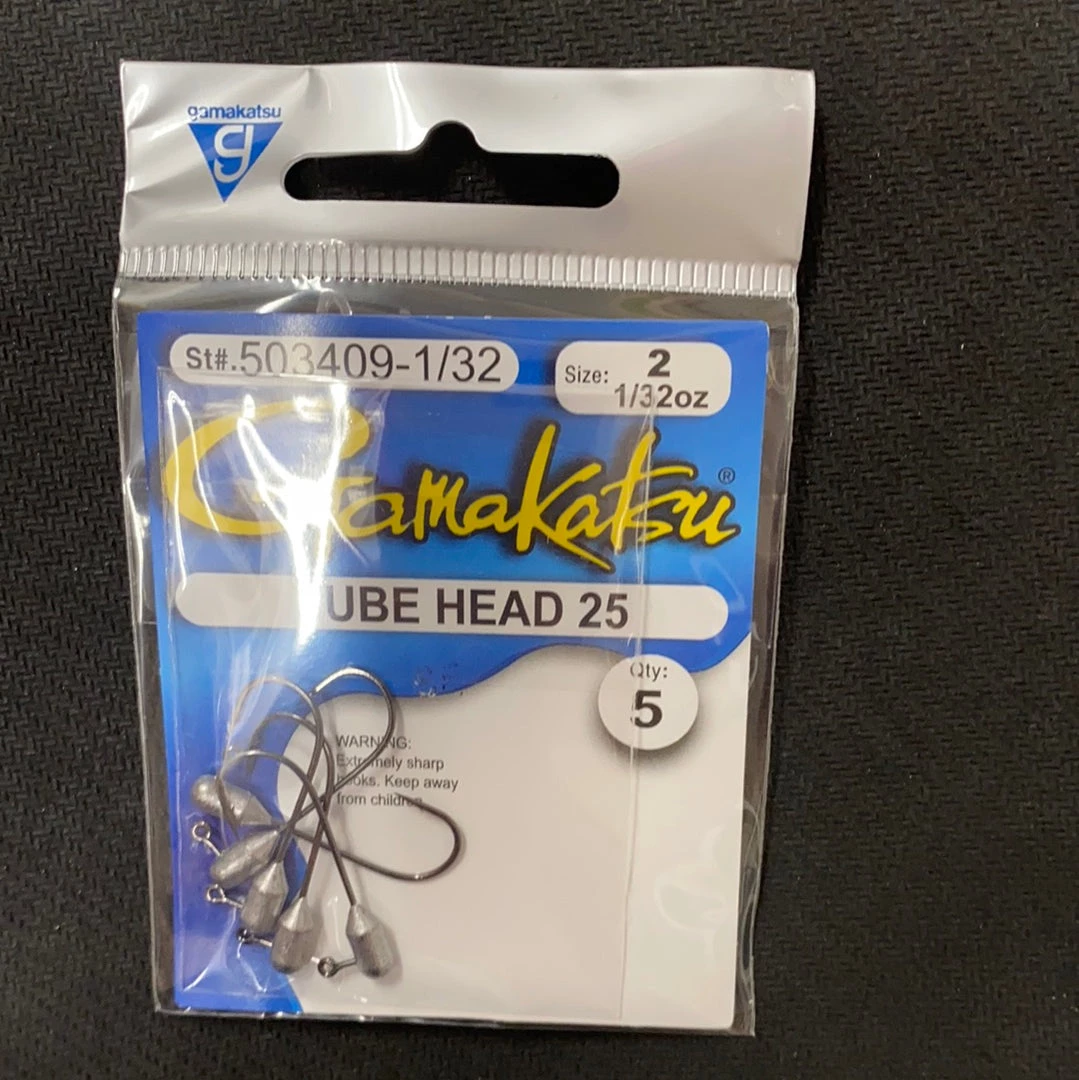 gamakatsu
g
St#.503409-1/32
Size: 2
1/32oz
Gamakatsu®
UBE HEAD 25
Qty:
5
WARNING:
Extremely sharp
hooks. Keep away
from children